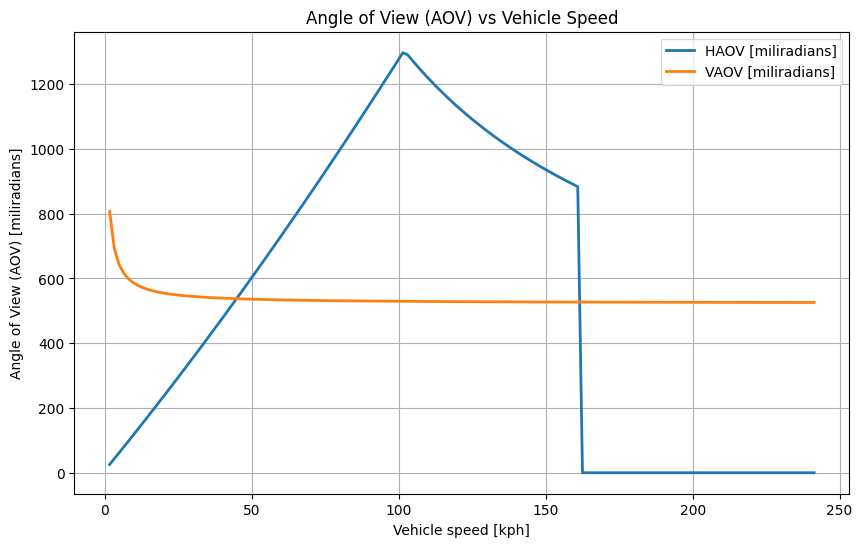 Angle of View (AOV) vs Vehicle Speed
HAOV [miliradians]
VAOV [miliradians]
Angle of View (AOV) [miliradians]
1200
1000
800
600
400
200
0
0 50 100 150 200 250
Vehicle speed [kph]